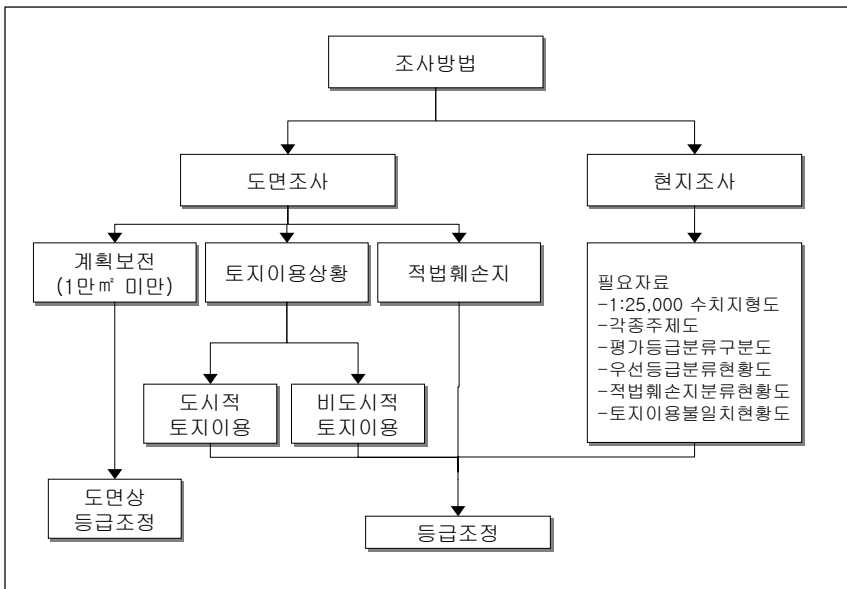 조사방법
도면조사
현지조사
계획보전
(1만㎡ 미만)
토지이용상황
적법훼손지
필요자료
-1:25,000 수치지형도
-각종주제도
-평가등급분류구분도
-우선등급분류현황도
-적법훼손지분류현황도
-토지이용불일치현황도
도시적
토지이용
비도시적
토지이용
도면상
등급조정
등급조정